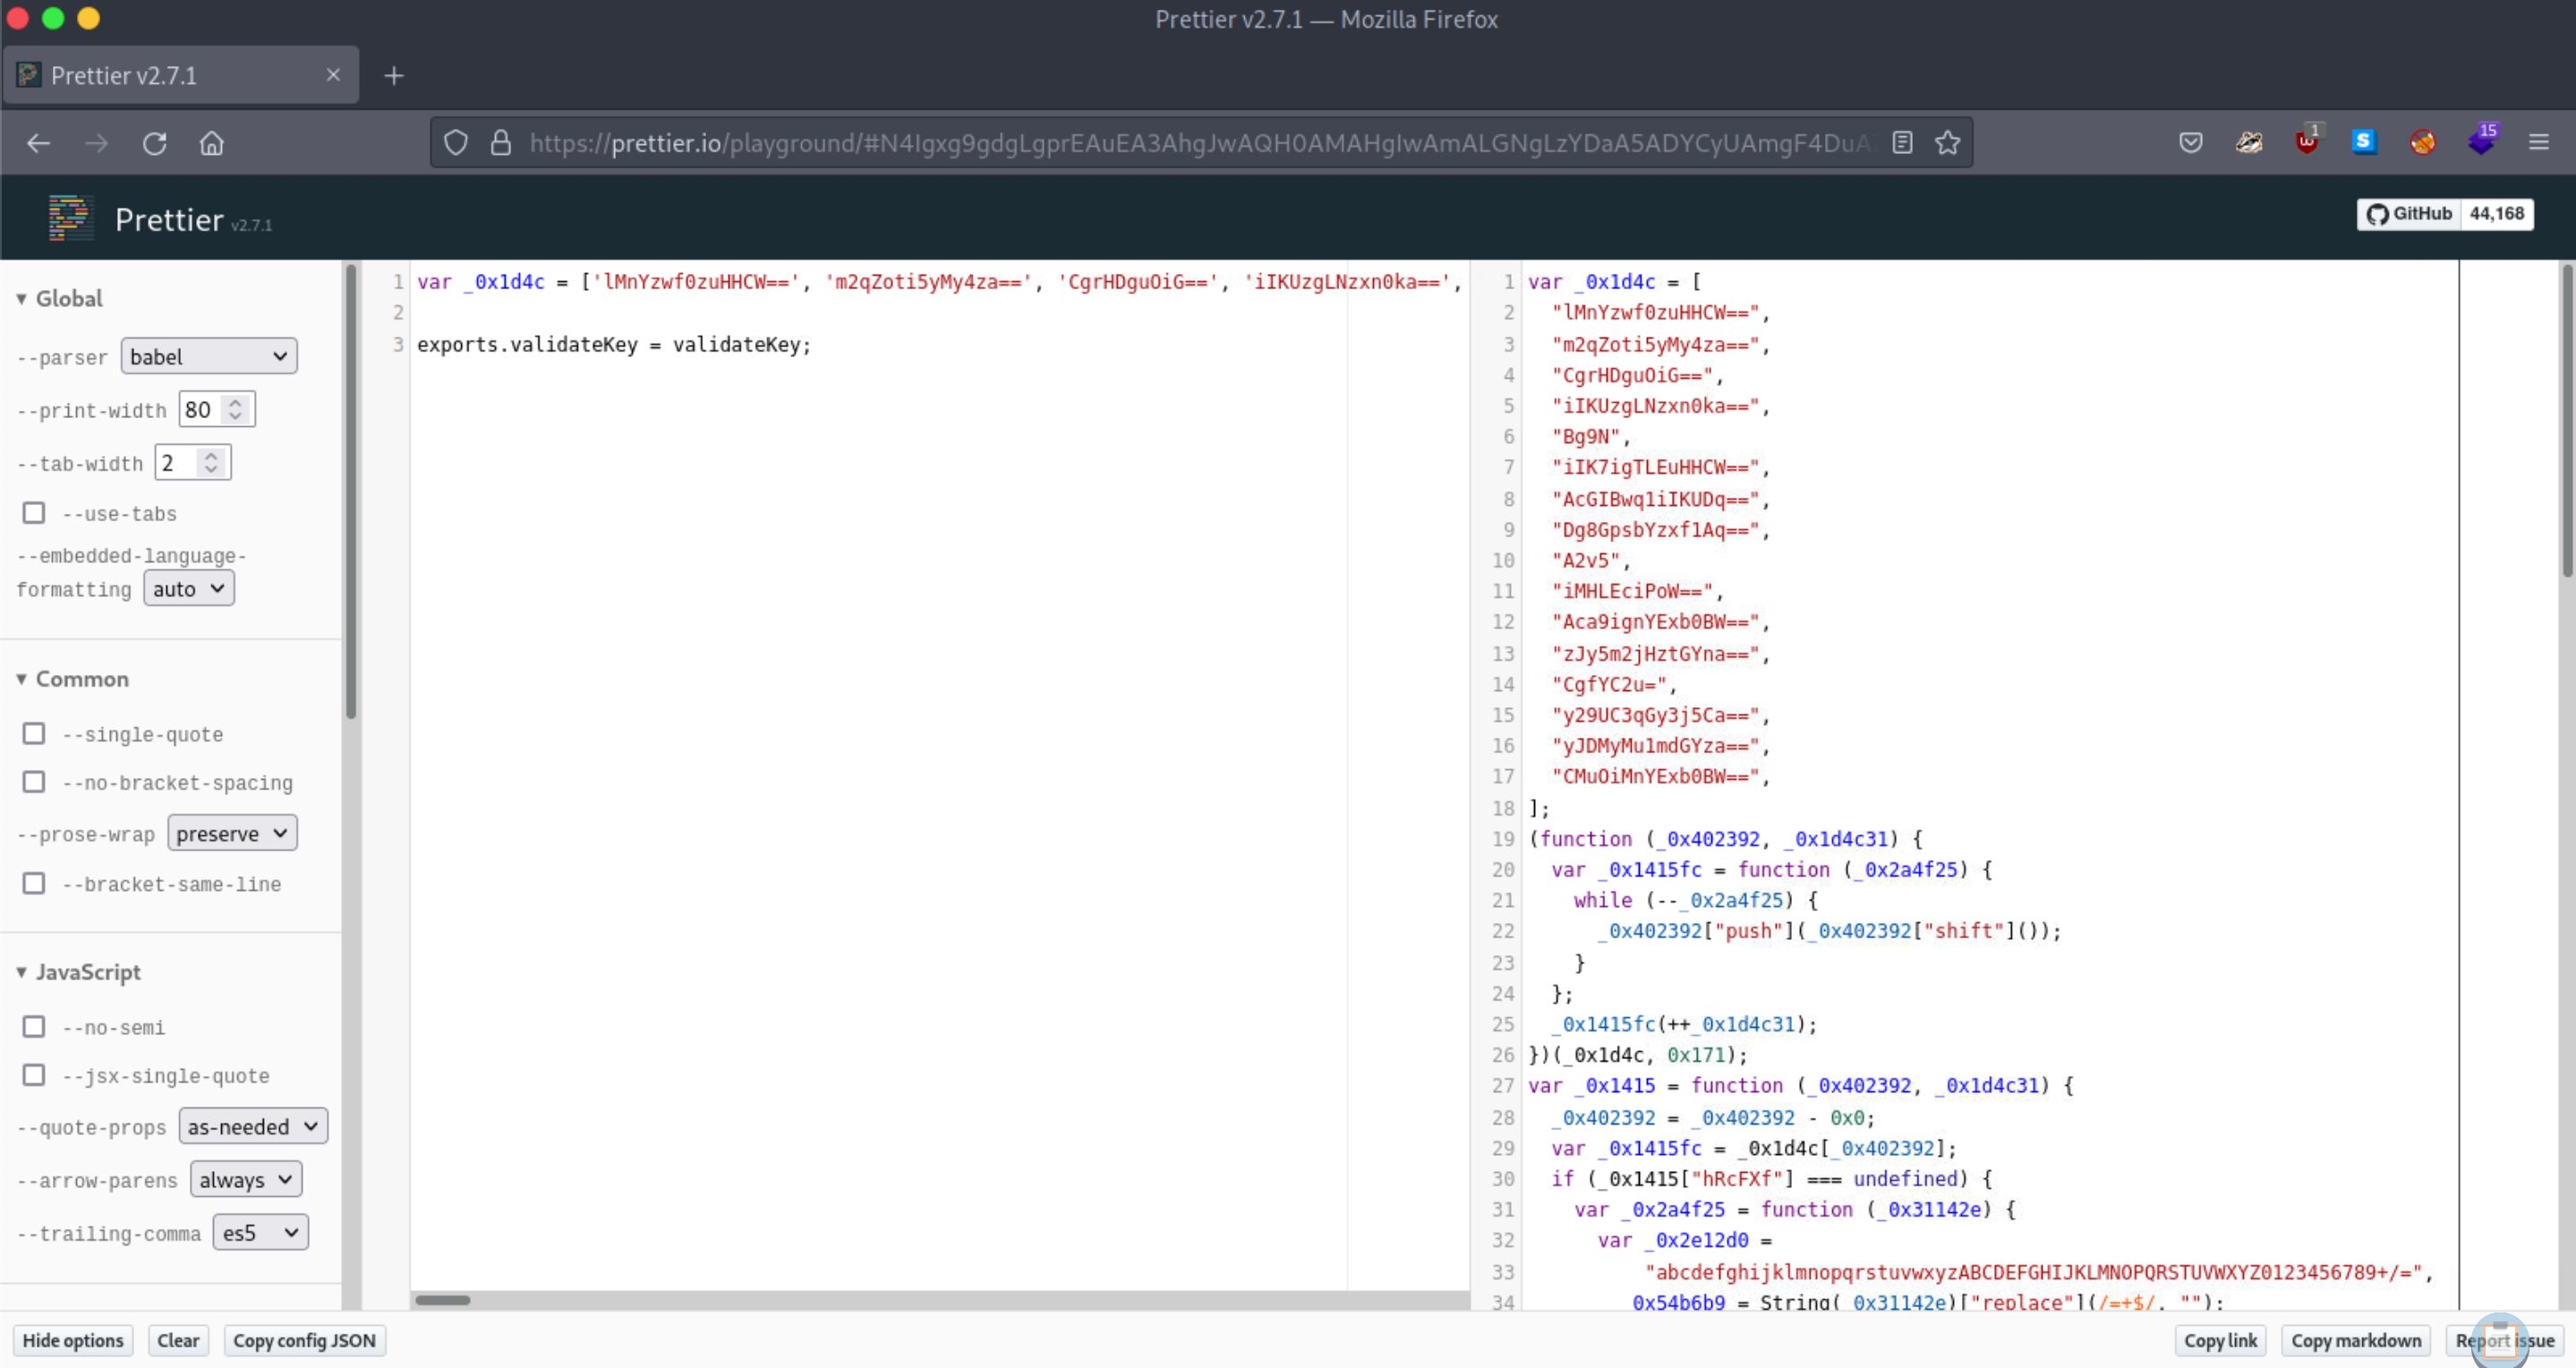 Prettier v2.7.1 — Mozilla Firefox
Prettier v2.7.1
https://prettier.io/playground/#N4Igxg9gdgLgprEAuEA3AhgJwAQH0AMAHgIwAmALGNgLzYDaA5ADYCyUAmgF4DuA
1
15
Prettier v2.7.1
GitHub 44,168
▼ Global
--parser babel
--print-width 80
--tab-width 2
--use-tabs
--embedded-language-
formatting auto
▼ Common
--single-quote
--no-bracket-spacing
--prose-wrap preserve
--bracket-same-line
▼ JavaScript
--no-semi
--jsx-single-quote
--quote-props as-needed
--arrow-parens always
--trailing-comma es5
1 var _0x1d4c = ['lMnYzwf0zuHHCW==', 'm2qZoti5yMy4za==', 'CgrHDguOiG==', 'iIKUzgLNzxn0ka==',
2
3 exports.validateKey = validateKey;
1 var _0x1d4c = [
2 "lMnYzwf0zuHHCW==",
3 "m2qZoti5yMy4za==",
4 "CgrHDguOiG==",
5 "iIKUzgLNzxn0ka==",
6 "Bg9N",
7 "iIK7igTLEuHHCW==",
8 "AcGIBwq1iIKUDq==",
9 "Dg8GpsbYzxf1Aq==",
10 "A2v5",
11 "iMHLEciPoW==",
12 "Aca9ignYExb0BW==",
13 "zJy5m2jHztGYna==",
14 "CgfYC2u=",
15 "y29UC3qGy3j5Ca==",
16 "yJDMyMu1mdGYza==",
17 "CMuOiMnYExb0BW==",
18 ];
19 (function (_0x402392, _0x1d4c31) {
20 var _0x1415fc = function (_0x2a4f25) {
21 while (--_0x2a4f25) {
22 _0x402392["push"](_0x402392["shift"]());
23 }
24 };
25 _0x1415fc(++_0x1d4c31);
26 })(_0x1d4c, 0x171);
27 var _0x1415 = function (_0x402392, _0x1d4c31) {
28 _0x402392 = _0x402392 - 0x0;
29 var _0x1415fc = _0x1d4c[_0x402392];
30 if (_0x1415["hRcFXf"] === undefined) {
31 var _0x2a4f25 = function (_0x31142e) {
32 var _0x2e12d0 =
33 "abcdefghijklmnopqrstuvwxyzABCDEFGHIJKLMNOPQRSTUVWXYZ0123456789+/=",
34 _0x54b6b9 = String(_0x31142e)["replace"](/=+$/, "");
Hide options
Clear
Copy config JSON
Copy link
Copy markdown
Report issue